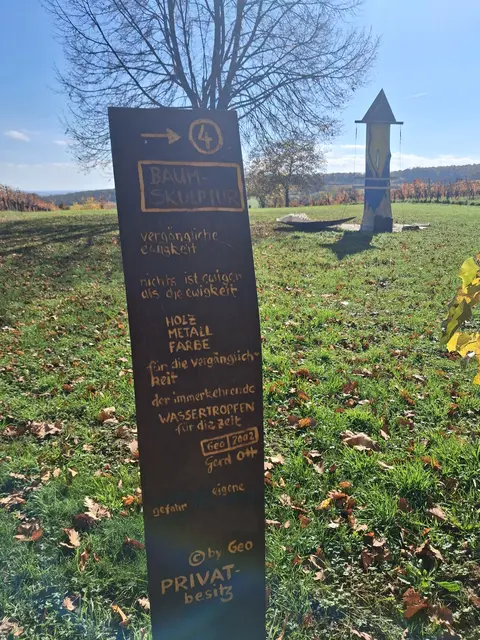 → 4
BAUM-
SKULPTUR
vergängliche
ewigkeit
nichts ist ewiger
als die ewigkeit
HOLZ
METALL
FARBE
für die vergänglich-
keit
der immerkehrende
WASSERTROPFEN
für die zeit
Geo 2002
Gerd Ott
eigene
gefahr
© by Geo
PRIVAT-
besitz